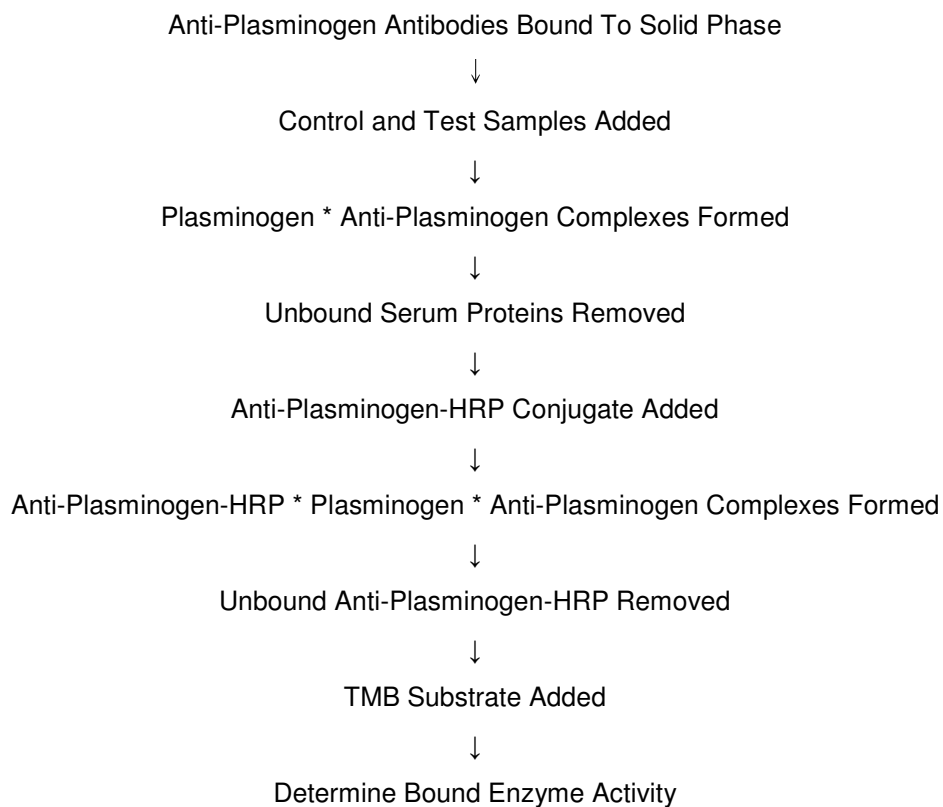 Anti-Plasminogen Antibodies Bound To Solid Phase
↓
Control and Test Samples Added
↓
Plasminogen * Anti-Plasminogen Complexes Formed
↓
Unbound Serum Proteins Removed
↓
Anti-Plasminogen-HRP Conjugate Added
↓
Anti-Plasminogen-HRP * Plasminogen * Anti-Plasminogen Complexes Formed
↓
Unbound Anti-Plasminogen-HRP Removed
↓
TMB Substrate Added
↓
Determine Bound Enzyme Activity